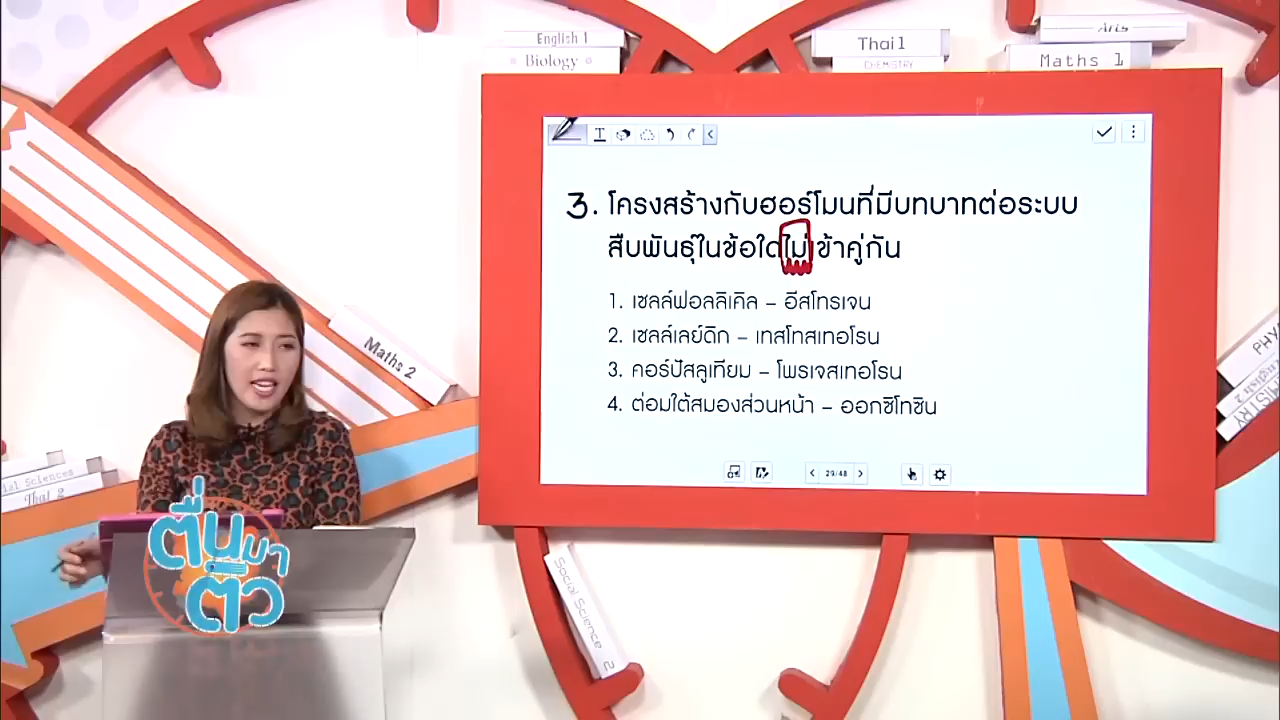 English 1
Biology
Thai 1
CHEMISTRY
Arts
Maths 1
3. โครงสร้างกับฮอร์โมนที่มีบทบาทต่อระบบ
สืบพันธุ์ในข้อใดไม่เข้าคู่กัน
1. เซลล์ฟอลลิเคิล – อีสโทรเจน
2. เซลล์เลย์ดิก – เทสโทสเทอโรน
3. คอร์ปัสลูเทียม – โพรเจสเทอโรน
4. ต่อมใต้สมองส่วนหน้า – ออกซิโทซิน
29/48
Maths 2
Social Sciences
Thai 2
ตื่นมา
ติว
Social Science 2